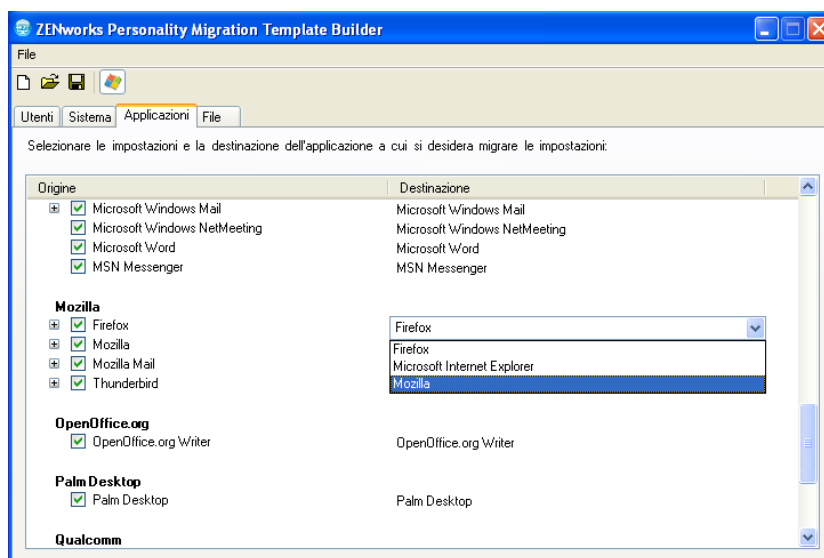 ZENworks Personality Migration Template Builder
File
Utenti Sistema Applicazioni File
Selezionare le impostazioni e la destinazione dell'applicazione a cui si desidera migrare le impostazioni:
Origine Destinazione
Microsoft Windows Mail Microsoft Windows Mail
Microsoft Windows NetMeeting Microsoft Windows NetMeeting
Microsoft Word Microsoft Word
MSN Messenger MSN Messenger
Mozilla
Firefox Firefox
Mozilla Firefox
Mozilla Mail Microsoft Internet Explorer
Thunderbird Mozilla
OpenOffice.org
OpenOffice.org Writer OpenOffice.org Writer
Palm Desktop
Palm Desktop Palm Desktop
Qualcomm